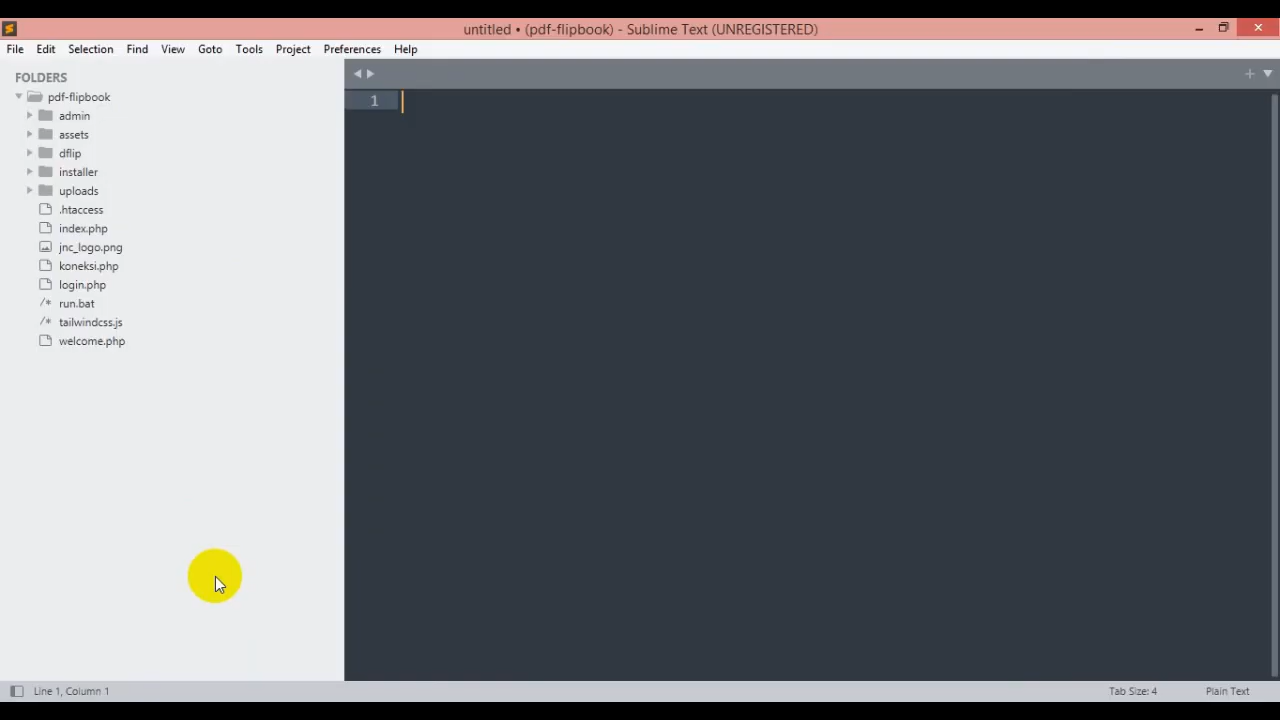 untitled • (pdf-flipbook) - Sublime Text (UNREGISTERED)
File Edit Selection Find View Goto Tools Project Preferences Help
FOLDERS
pdf-flipbook
admin
assets
dflip
installer
uploads
.htaccess
index.php
jnc_logo.png
koneksi.php
login.php
/* run.bat
/* tailwindcss.js
welcome.php
1
Line 1, Column 1
Tab Size: 4
Plain Text